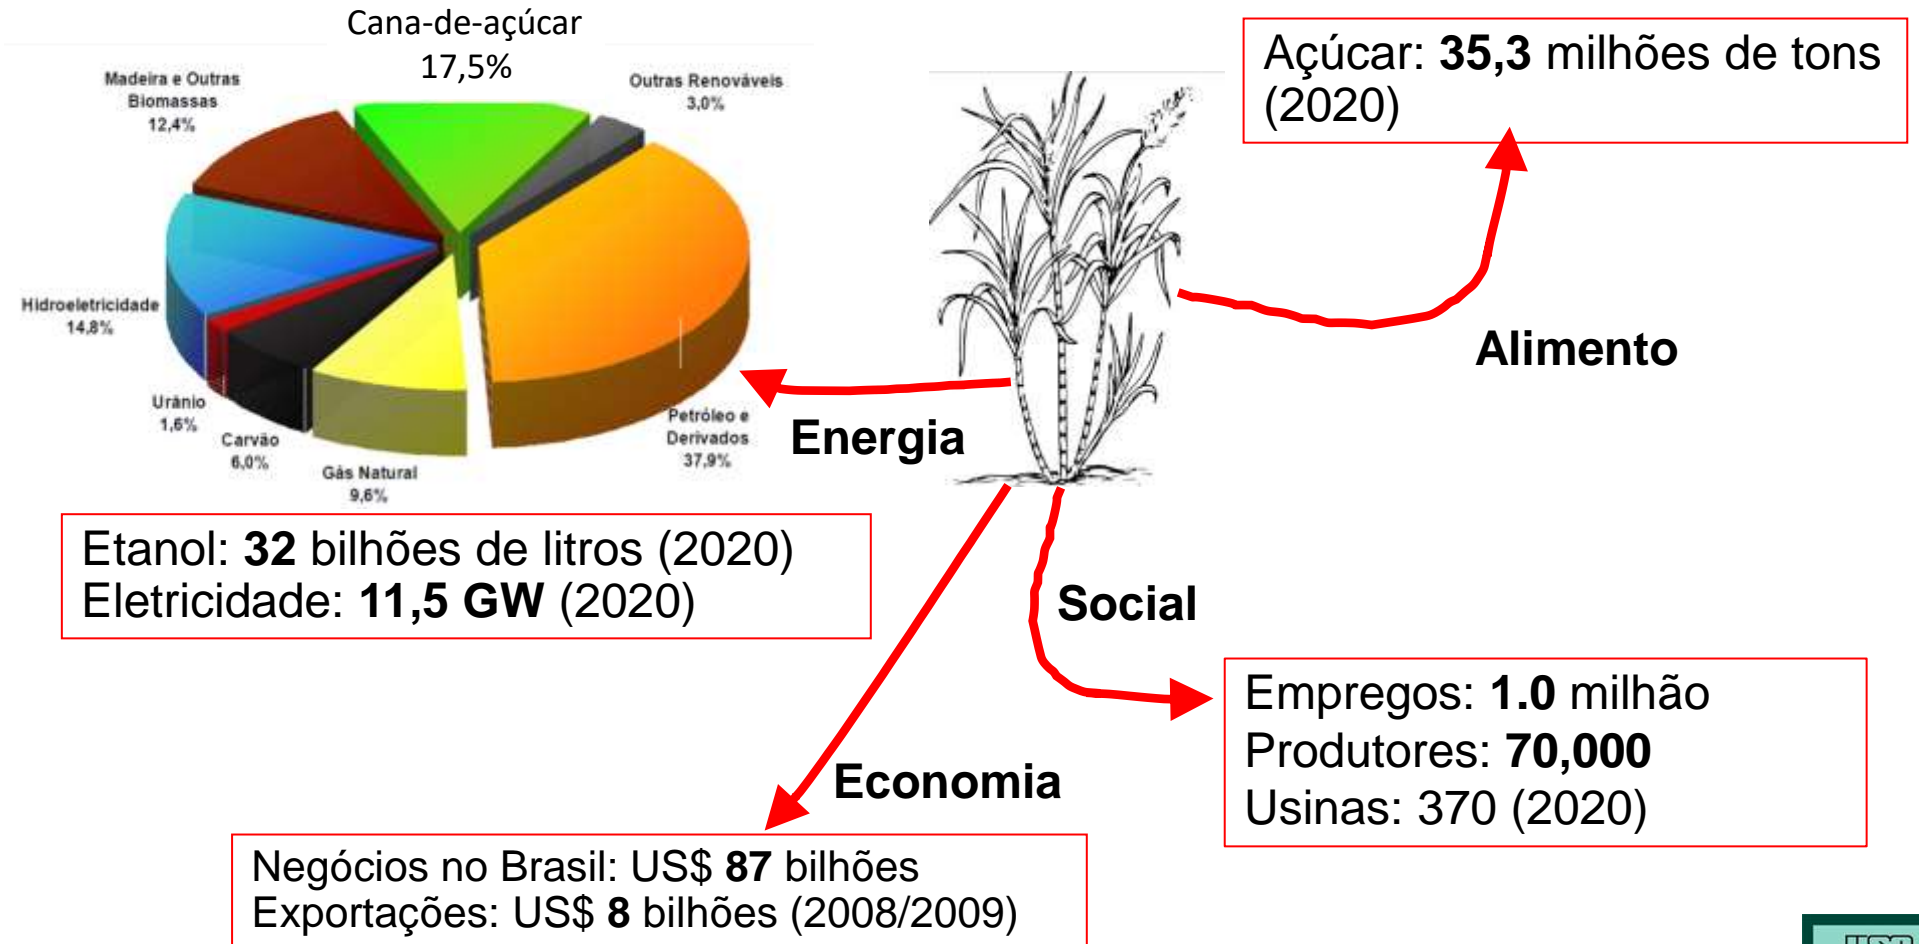 Cana-de-açúcar
17,5%
Madeira e Outras
Biomassas
12,4%
Outras Renováveis
3,0%
Hidroeletricidade
14,8%
Urânio
1,6%
Carvão
6,0%
Gás Natural
9,6%
Petróleo e
Derivados
37,9%
Açúcar: 35,3 milhões de tons
(2020)
Alimento
Energia
Etanol: 32 bilhões de litros (2020)
Eletricidade: 11,5 GW (2020)
Social
Empregos: 1.0 milhão
Produtores: 70,000
Usinas: 370 (2020)
Economia
Negócios no Brasil: US$ 87 bilhões
Exportações: US$ 8 bilhões (2008/2009)